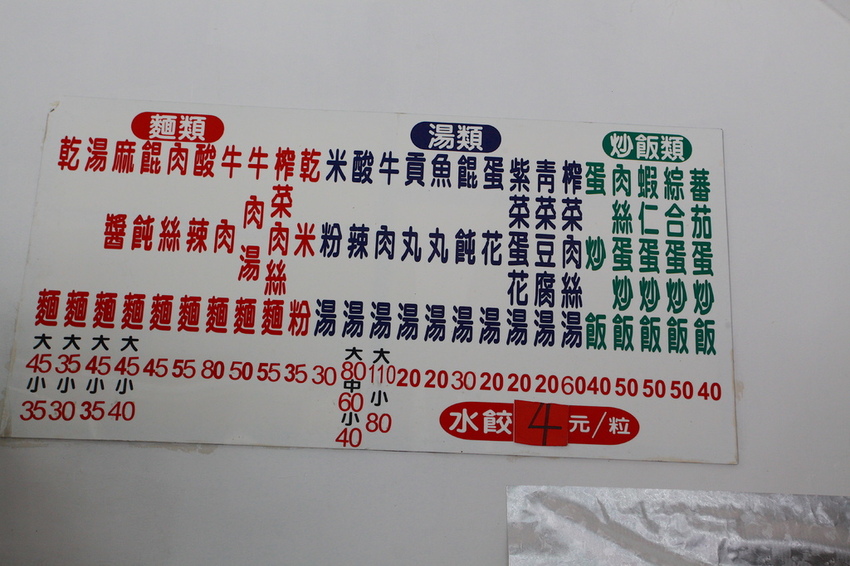 麵類
乾麵 大45 小35
湯麵 大35 小30
麻醬麵 大45 小35
餛飩麵 大45 小40
肉絲麵 45
酸辣麵 55
牛肉麵 80
牛肉湯麵 50
榨菜肉絲麵 55
乾米粉 35
湯類
米粉湯 30
酸辣湯 大80 中60 小40
牛肉湯 大110 小80
貢丸湯 20
魚丸湯 20
餛飩湯 30
蛋花湯 20
紫菜蛋花湯 20
青菜豆腐湯 20
榨菜肉絲湯 60
炒飯類
蛋炒飯 40
肉絲蛋炒飯 50
蝦仁蛋炒飯 50
綜合蛋炒飯 50
蕃茄蛋炒飯 40
水餃4元/粒